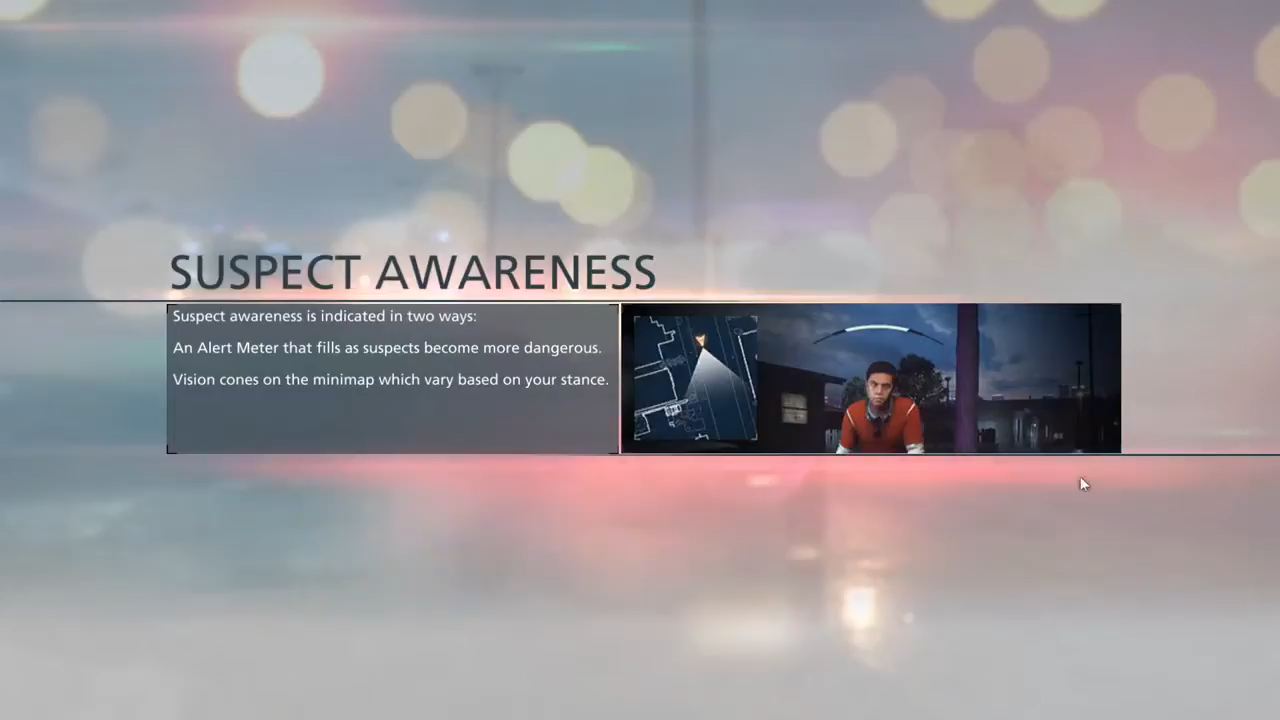 SUSPECT AWARENESS
Suspect awareness is indicated in two ways:
An Alert Meter that fills as suspects become more dangerous.
Vision cones on the minimap which vary based on your stance.